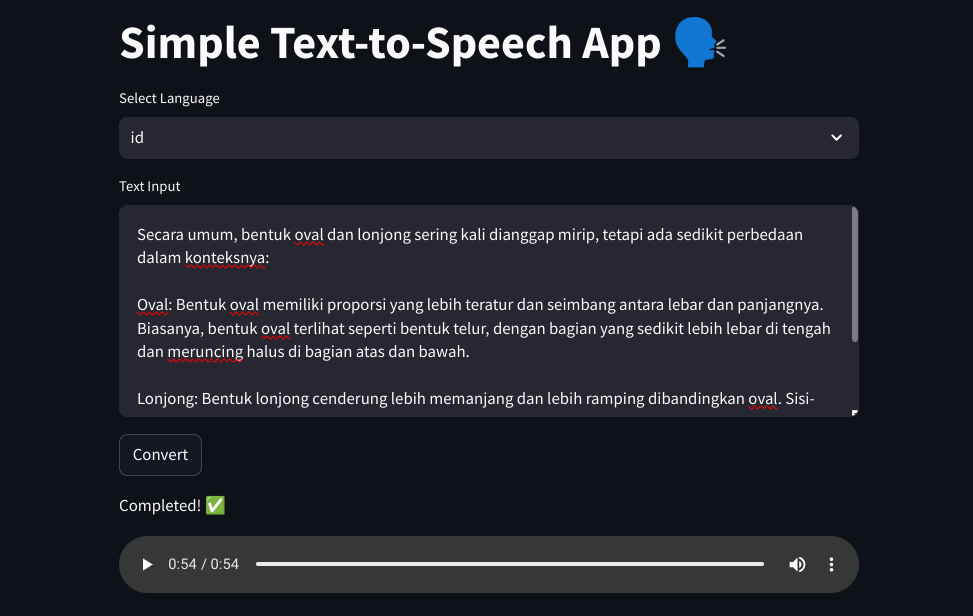 Simple Text-to-Speech App 🗣️
Select Language
id
Text Input
Secara umum, bentuk oval dan lonjong sering kali dianggap mirip, tetapi ada sedikit perbedaan
dalam konteksnya:
Oval: Bentuk oval memiliki proporsi yang lebih teratur dan seimbang antara lebar dan panjangnya.
Biasanya, bentuk oval terlihat seperti bentuk telur, dengan bagian yang sedikit lebih lebar di tengah
dan meruncing halus di bagian atas dan bawah.
Lonjong: Bentuk lonjong cenderung lebih memanjang dan lebih ramping dibandingkan oval. Sisi-
Convert
Completed! ✅
0:54 / 0:54